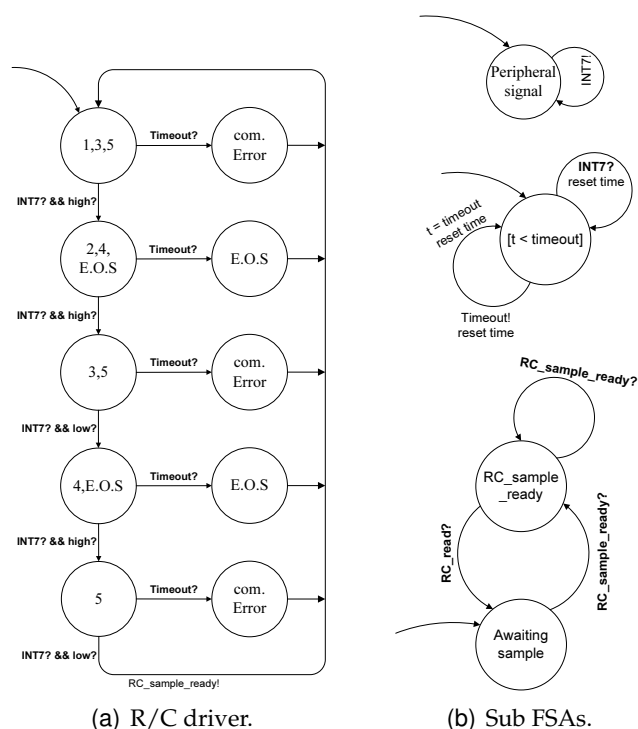 1,3,5
Timeout?
com.
Error
INT7? && high?
2,4,
E.O.S
Timeout?
E.O.S
INT7? && high?
3,5
Timeout?
com.
Error
INT7? && low?
4,E.O.S
Timeout?
E.O.S
INT7? && high?
5
Timeout?
com.
Error
INT7? && low?
RC_sample_ready!
(a) R/C driver.
Peripheral
signal
INT7!
INT7?
reset time
t = timeout
reset time
[t < timeout]
Timeout!
reset time
RC_sample_ready?
RC_sample
_ready
RC_read?
RC_sample_ready?
Awaiting
sample
(b) Sub FSAs.